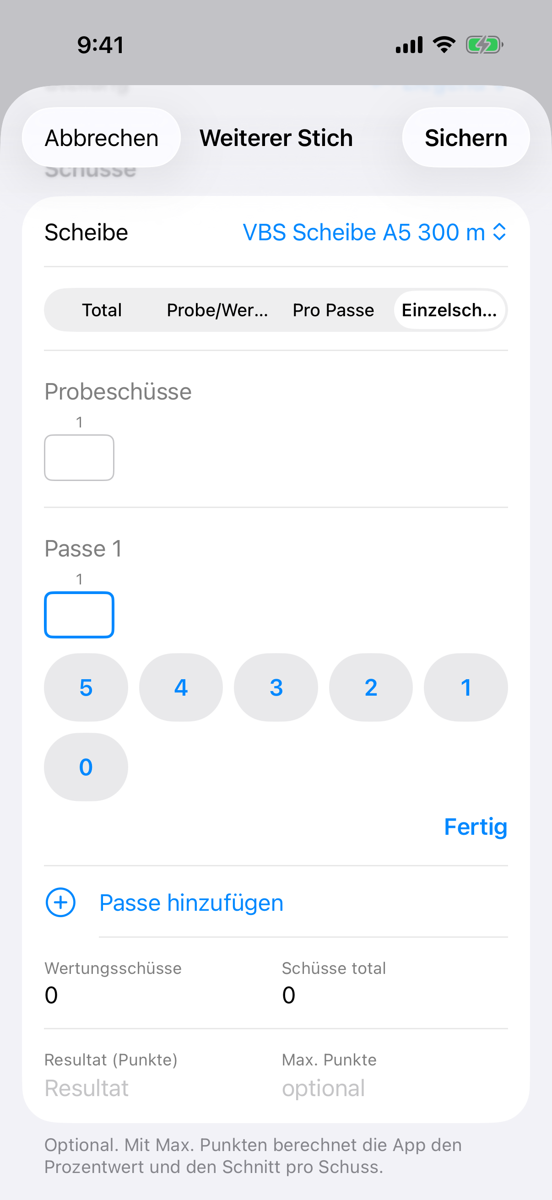 9:41
Abbrechen
Weiterer Stich
Sichern
Schüsse
Scheibe
VBS Scheibe A5 300 m
Total
Probe/Wer...
Pro Passe
Einzelsch...
Probeschüsse
1
Passe 1
1
5
4
3
2
1
0
Fertig
Passe hinzufügen
Wertungsschüsse
Schüsse total
0
0
Resultat (Punkte)
Max. Punkte
Resultat
optional
Optional. Mit Max. Punkten berechnet die App den
Prozentwert und den Schnitt pro Schuss.